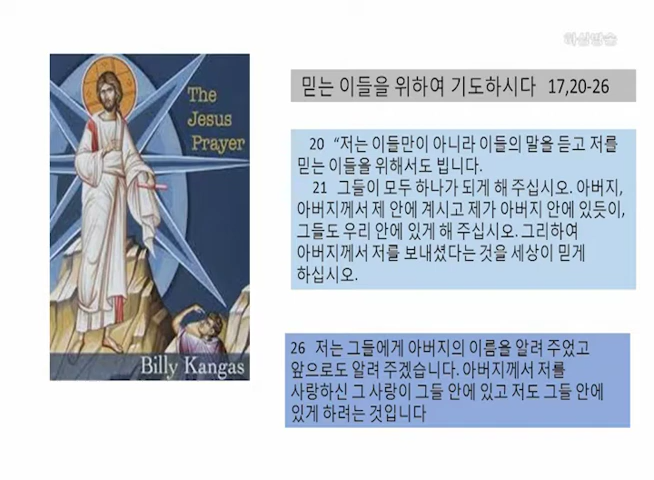 하상방송
믿는 이들을 위하여 기도하시다 17,20-26
The
Jesus
Prayer
Billy Kangas
20 “저는 이들만이 아니라 이들의 말을 듣고 저를
믿는 이들을 위해서도 빕니다.
21 그들이 모두 하나가 되게 해 주십시오. 아버지,
아버지께서 제 안에 계시고 제가 아버지 안에 있듯이,
그들도 우리 안에 있게 해 주십시오. 그리하여
아버지께서 저를 보내셨다는 것을 세상이 믿게
하십시오.
26 저는 그들에게 아버지의 이름을 알려 주었고
앞으로도 알려 주겠습니다. 아버지께서 저를
사랑하신 그 사랑이 그들 안에 있고 저도 그들 안에
있게 하려는 것입니다